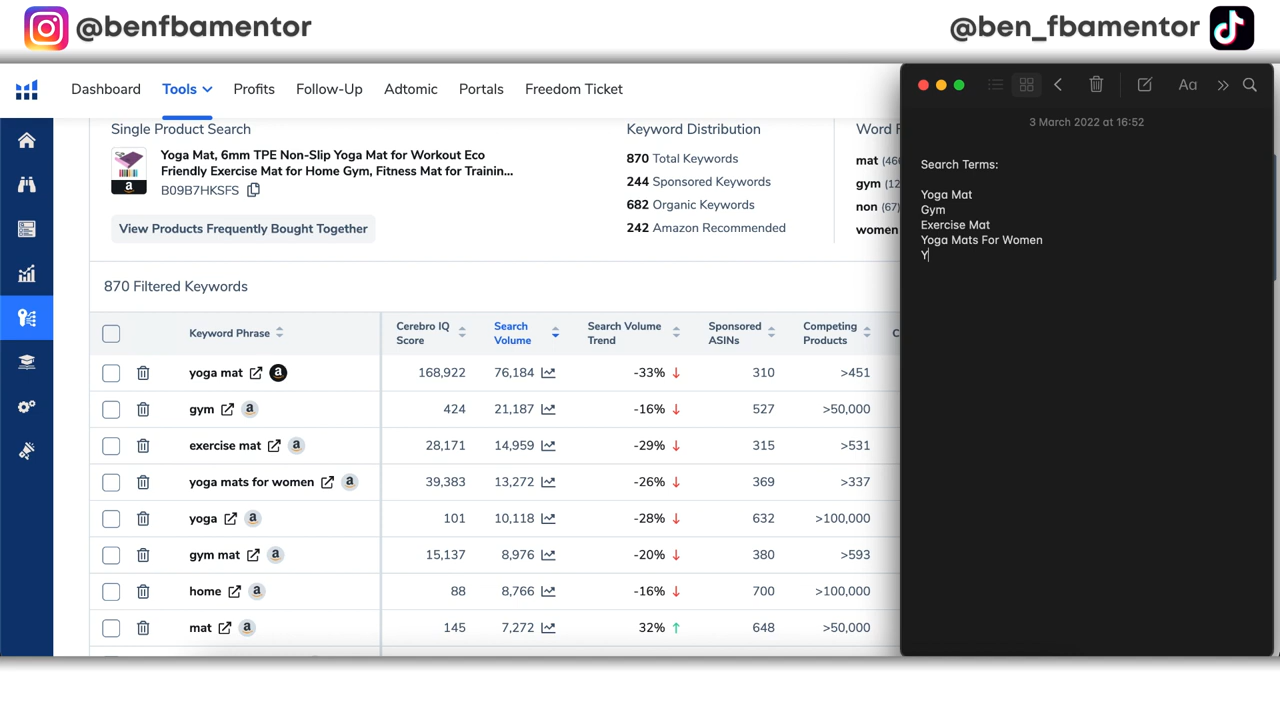 @benfbamentor
@ben_fbamentor
Dashboard Tools Profits Follow-Up Adtomic Portals Freedom Ticket
Single Product Search
Yoga Mat, 6mm TPE Non-Slip Yoga Mat for Workout Eco
Friendly Exercise Mat for Home Gym, Fitness Mat for Trainin...
B09B7HKSFS
View Products Frequently Bought Together
Keyword Distribution
870 Total Keywords
244 Sponsored Keywords
682 Organic Keywords
242 Amazon Recommended
Word
mat
gym (12
non (67)
women
870 Filtered Keywords
Keyword Phrase Cerebro IQ Score Search Volume Search Volume Trend Sponsored ASINs Competing Products
yoga mat 168,922 76,184 -33% 310 >451
gym 424 21,187 -16% 527 >50,000
exercise mat 28,171 14,959 -29% 315 >531
yoga mats for women 39,383 13,272 -26% 369 >337
yoga 101 10,118 -28% 632 >100,000
gym mat 15,137 8,976 -20% 380 >593
home 88 8,766 -16% 700 >100,000
mat 145 7,272 32% 648 >50,000
Aa
3 March 2022 at 16:52
Search Terms:
Yoga Mat
Gym
Exercise Mat
Yoga Mats For Women
Y